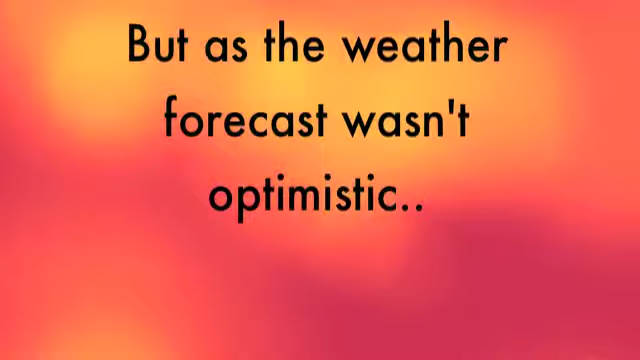 But as the weather
forecast wasn't
optimistic..